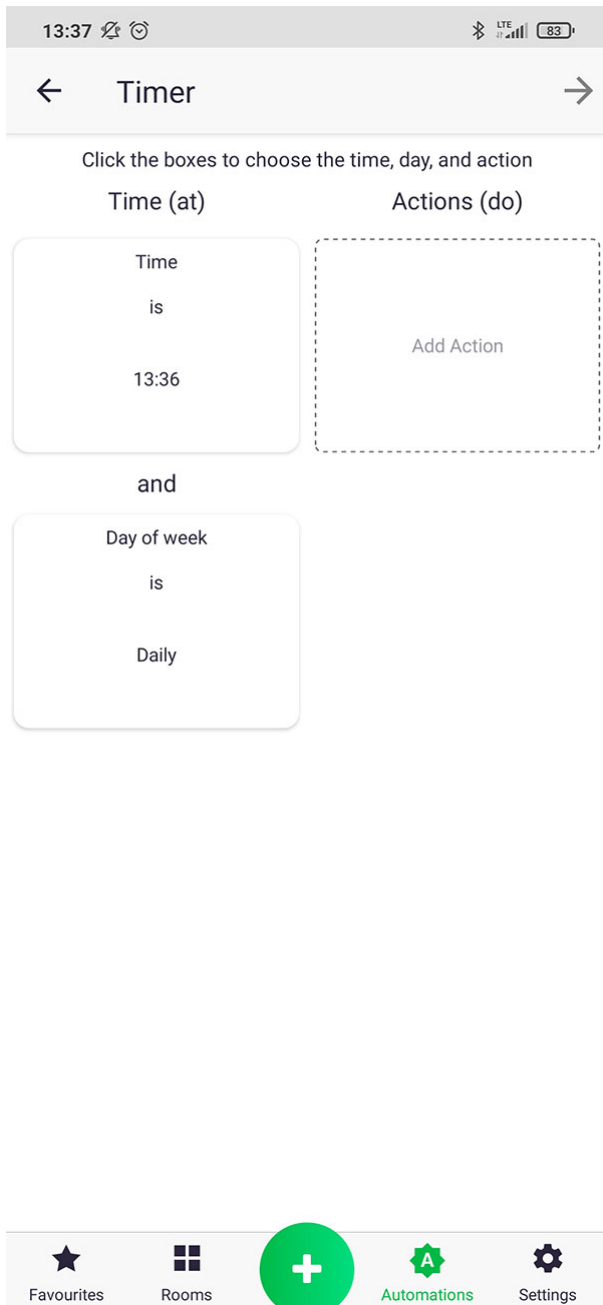 13:37 LTE 83
Timer
Click the boxes to choose the time, day, and action
Time (at)
Actions (do)
Time
is
13:36
Add Action
and
Day of week
is
Daily
A
Favourites
Rooms
Automations
Settings